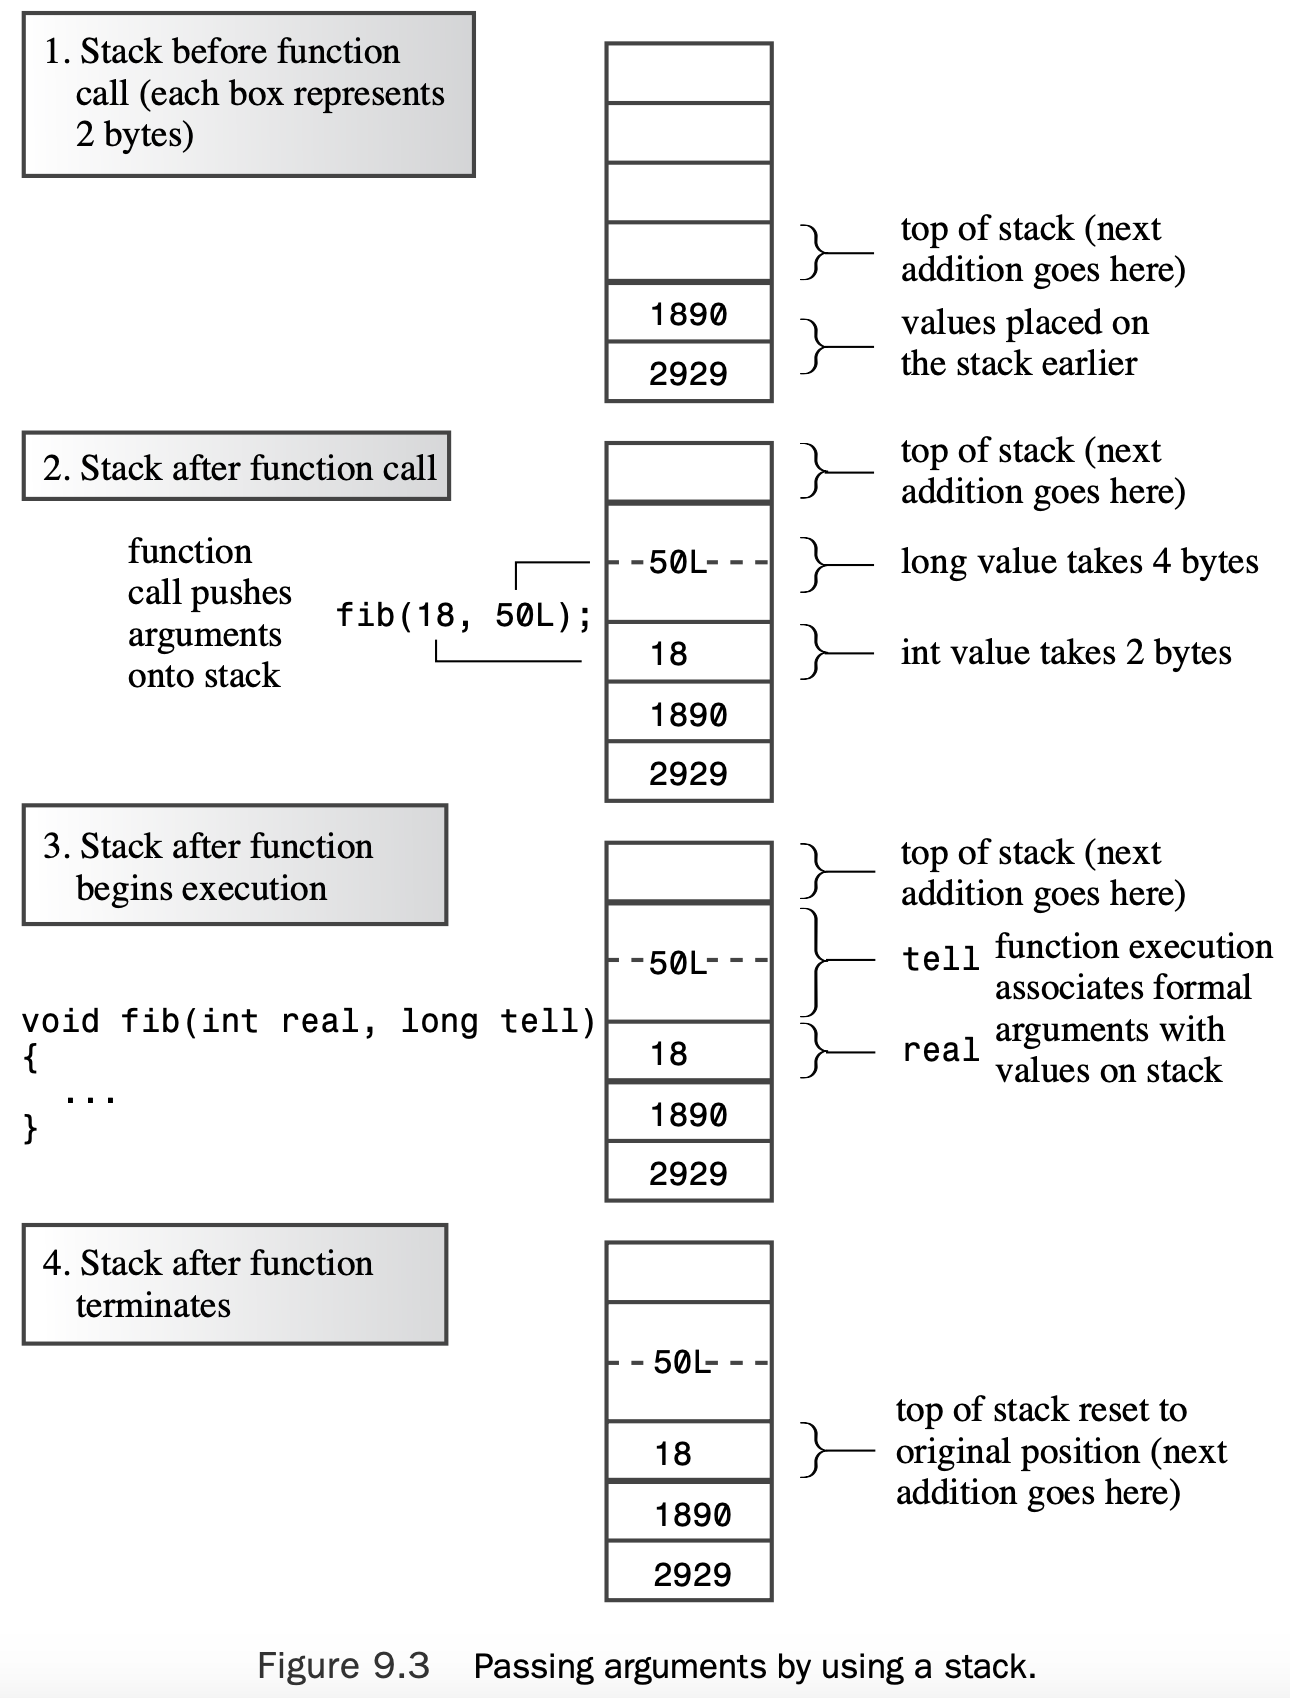 1. Stack before function
call (each box represents
2 bytes)
top of stack (next
addition goes here)
1890
values placed on
the stack earlier
2929
2. Stack after function call
top of stack (next
addition goes here)
function
call pushes
arguments
onto stack
fib(18, 50L);
50L
long value takes 4 bytes
18
int value takes 2 bytes
1890
2929
3. Stack after function
begins execution
top of stack (next
addition goes here)
void fib(int real, long tell)
{
...
}
50L
tell
real
function execution
associates formal
arguments with
values on stack
18
1890
2929
4. Stack after function
terminates
50L
18
top of stack reset to
original position (next
addition goes here)
1890
2929
Figure 9.3 Passing arguments by using a stack.